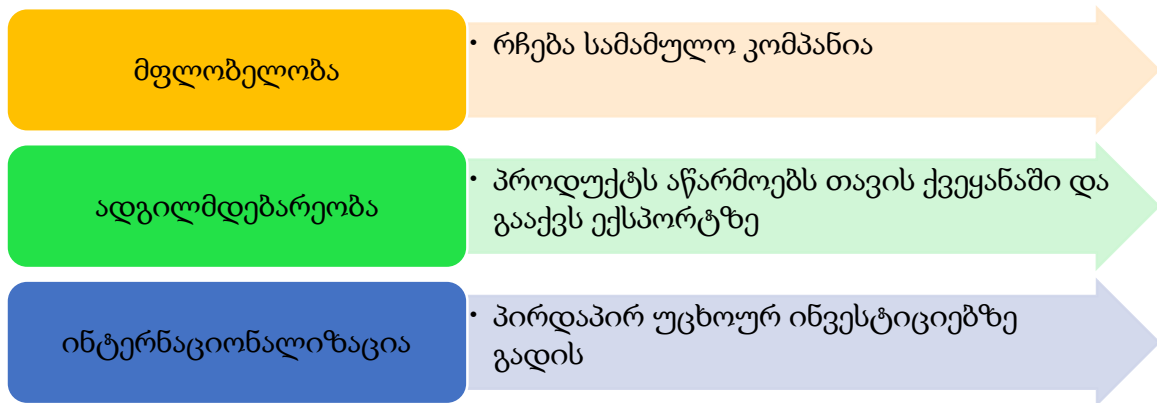 მფლობელობა
• რჩება სამამულო კომპანია
ადგილმდებარეობა
• პროდუქტს აწარმოებს თავის ქვეყანაში და
გააქვს ექსპორტზე
ინტერნაციონალიზაცია
• პირდაპირ უცხოურ ინვესტიციებზე
გადის